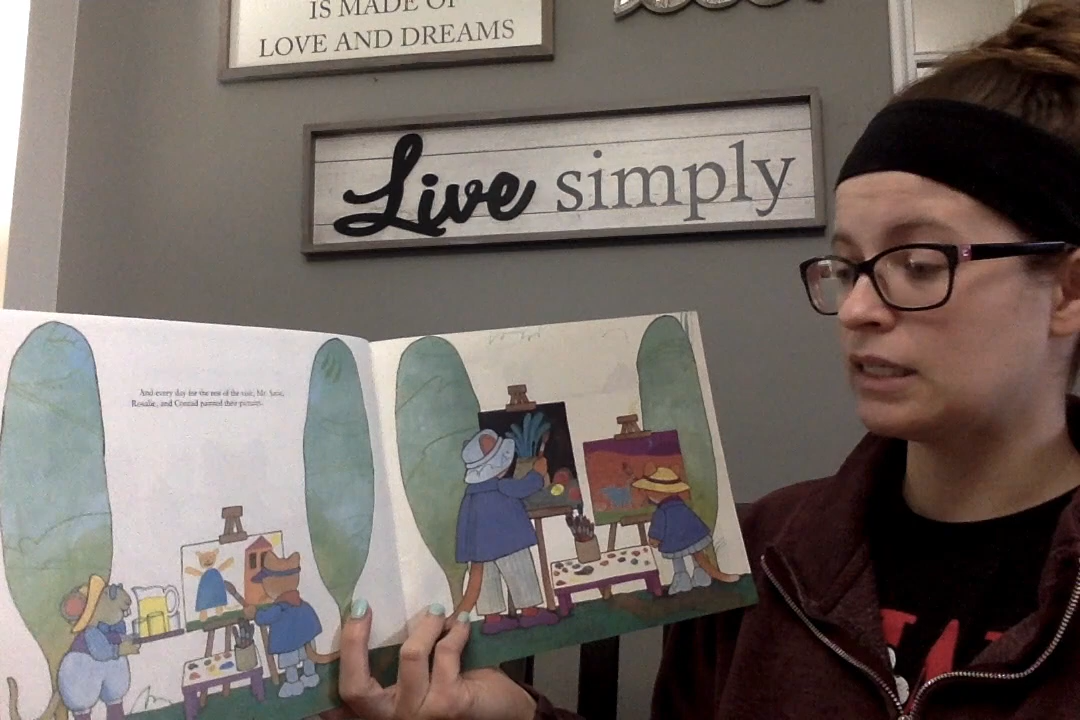 IS MADE OF
LOVE AND DREAMS
Live simply
And every day for the rest of the visit, Mr. Sane,
Rosalie, and Conrad painted their pictures.